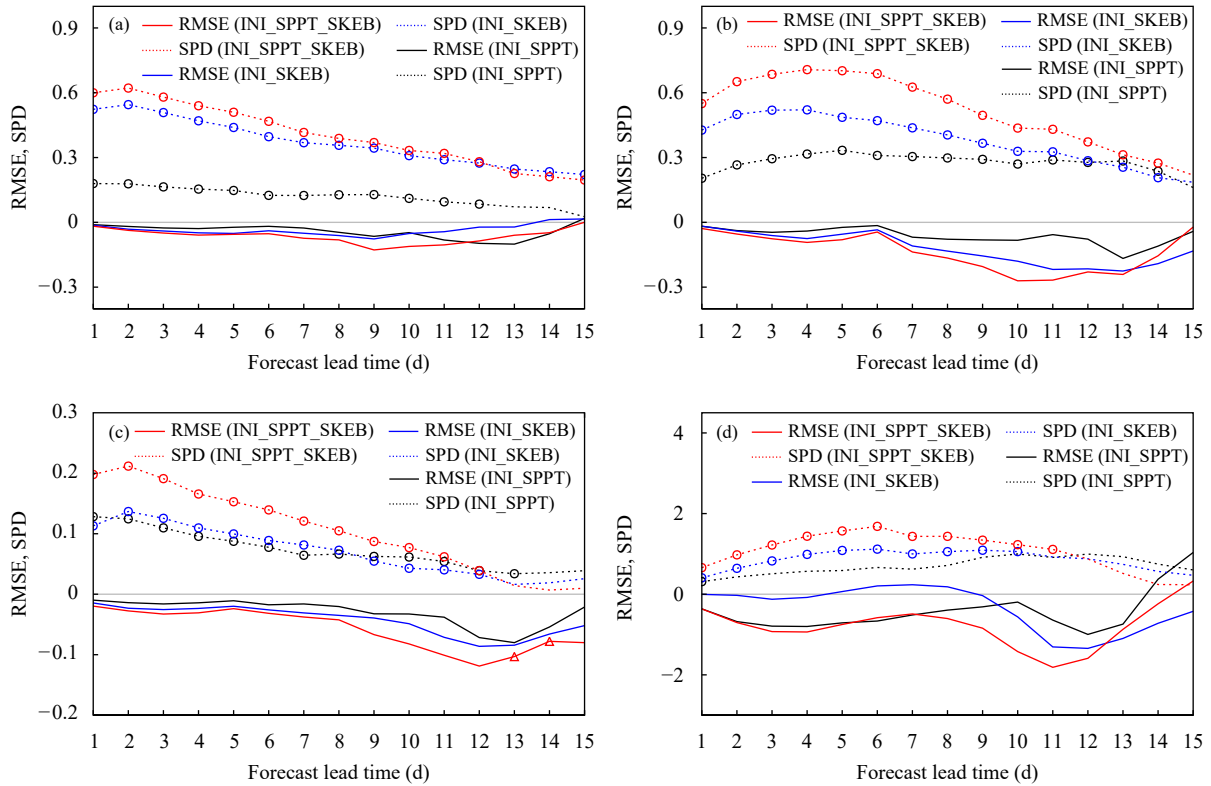 0.9
0.6
0.3
0
−0.3
RMSE, SPD
(a)
RMSE (INI_SPPT_SKEB)
SPD (INI_SPPT_SKEB)
RMSE (INI_SKEB)
SPD (INI_SKEB)
RMSE (INI_SPPT)
SPD (INI_SPPT)
1 2 3 4 5 6 7 8 9 10 11 12 13 14 15
Forecast lead time (d)
0.9
0.6
0.3
0
−0.3
RMSE, SPD
(b)
RMSE (INI_SPPT_SKEB)
SPD (INI_SPPT_SKEB)
RMSE (INI_SKEB)
SPD (INI_SKEB)
RMSE (INI_SPPT)
SPD (INI_SPPT)
1 2 3 4 5 6 7 8 9 10 11 12 13 14 15
Forecast lead time (d)
0.3
0.2
0.1
0
−0.1
−0.2
RMSE, SPD
(c)
RMSE (INI_SPPT_SKEB)
SPD (INI_SPPT_SKEB)
RMSE (INI_SKEB)
SPD (INI_SKEB)
RMSE (INI_SPPT)
SPD (INI_SPPT)
1 2 3 4 5 6 7 8 9 10 11 12 13 14 15
Forecast lead time (d)
4
2
0
−2
RMSE, SPD
(d)
RMSE (INI_SPPT_SKEB)
SPD (INI_SPPT_SKEB)
RMSE (INI_SKEB)
SPD (INI_SKEB)
RMSE (INI_SPPT)
SPD (INI_SPPT)
1 2 3 4 5 6 7 8 9 10 11 12 13 14 15
Forecast lead time (d)